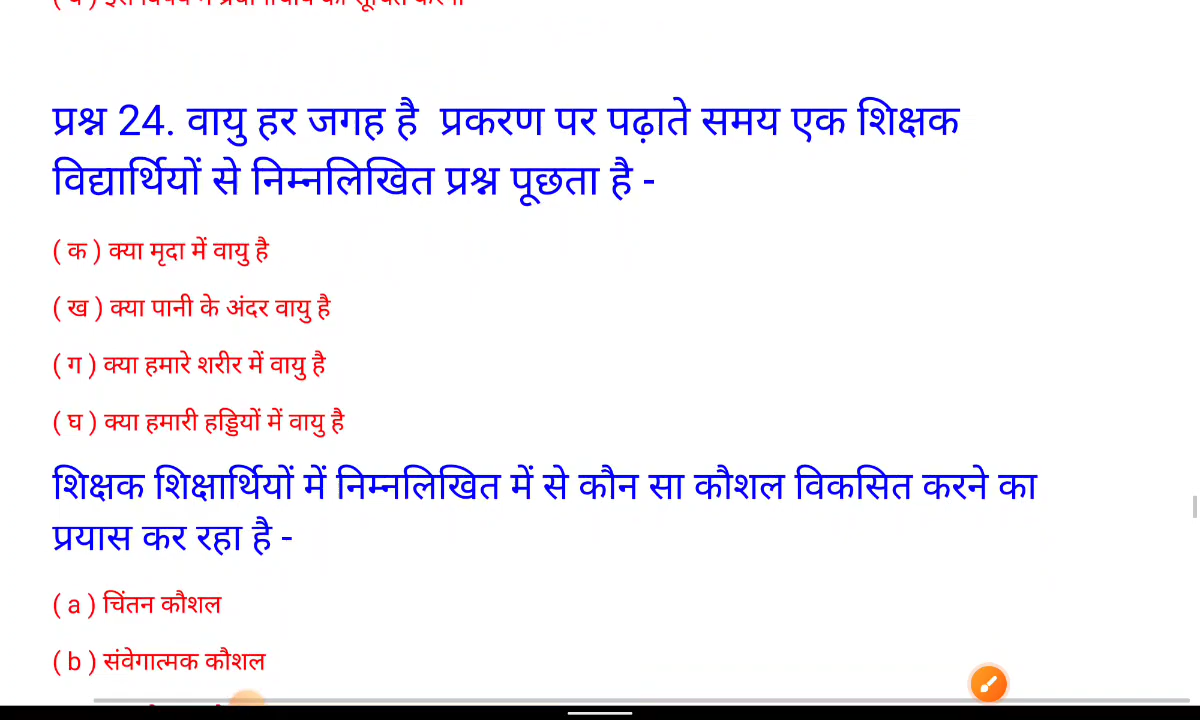 प्रश्न 24. वायु हर जगह है प्रकरण पर पढ़ाते समय एक शिक्षक
विद्यार्थियों से निम्नलिखित प्रश्न पूछता है -
( क ) क्या मृदा में वायु है
( ख ) क्या पानी के अंदर वायु है
( ग ) क्या हमारे शरीर में वायु है
( घ ) क्या हमारी हड्डियों में वायु है
शिक्षक शिक्षार्थियों में निम्नलिखित में से कौन सा कौशल विकसित करने का
प्रयास कर रहा है -
( a ) चिंतन कौशल
( b ) संवेगात्मक कौशल